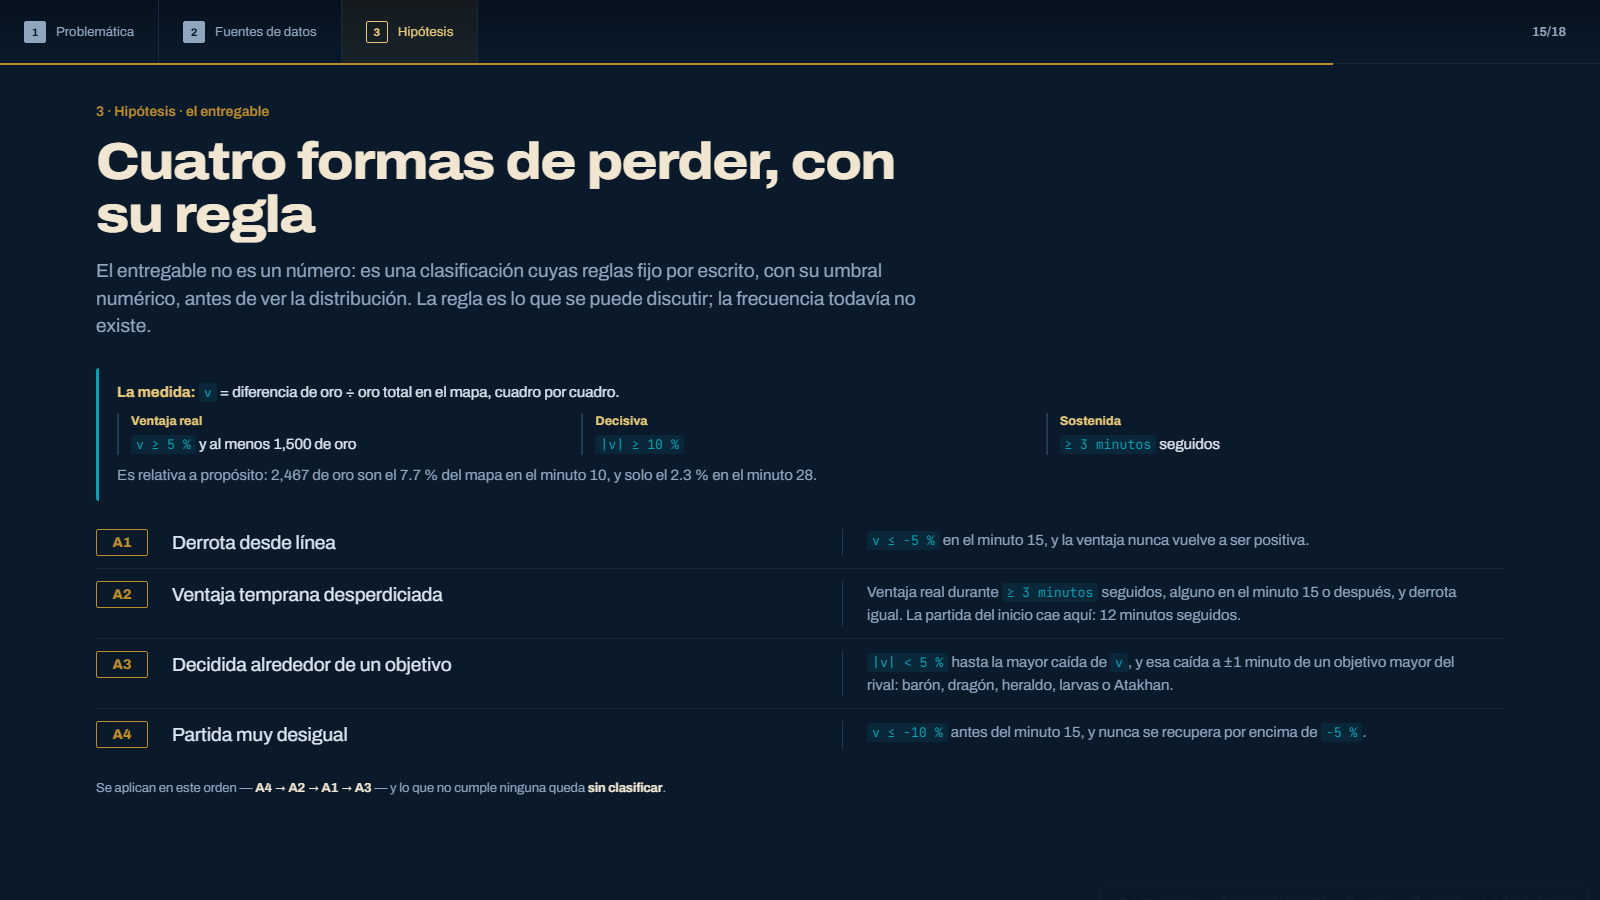 1 Problemática
2 Fuentes de datos
3 Hipótesis
15/18
3 · Hipótesis · el entregable
Cuatro formas de perder, con
su regla
El entregable no es un número: es una clasificación cuyas reglas fijo por escrito, con su umbral
numérico, antes de ver la distribución. La regla es lo que se puede discutir; la frecuencia todavía no
existe.
La medida: v = diferencia de oro ÷ oro total en el mapa, cuadro por cuadro.
Ventaja real
v ≥ 5 % y al menos 1,500 de oro
Decisiva
|v| ≥ 10 %
Sostenida
≥ 3 minutos seguidos
Es relativa a propósito: 2,467 de oro son el 7.7 % del mapa en el minuto 10, y solo el 2.3 % en el minuto 28.
A1 Derrota desde línea
v ≤ -5 % en el minuto 15, y la ventaja nunca vuelve a ser positiva.
A2 Ventaja temprana desperdiciada
Ventaja real durante ≥ 3 minutos seguidos, alguno en el minuto 15 o después, y derrota
igual. La partida del inicio cae aquí: 12 minutos seguidos.
A3 Decidida alrededor de un objetivo
|v| < 5 % hasta la mayor caída de v, y esa caída a ±1 minuto de un objetivo mayor del
rival: barón, dragón, heraldo, larvas o Atakhan.
A4 Partida muy desigual
v ≤ -10 % antes del minuto 15, y nunca se recupera por encima de -5 %.
Se aplican en este orden — A4 → A2 → A1 → A3 — y lo que no cumple ninguna queda sin clasificar.